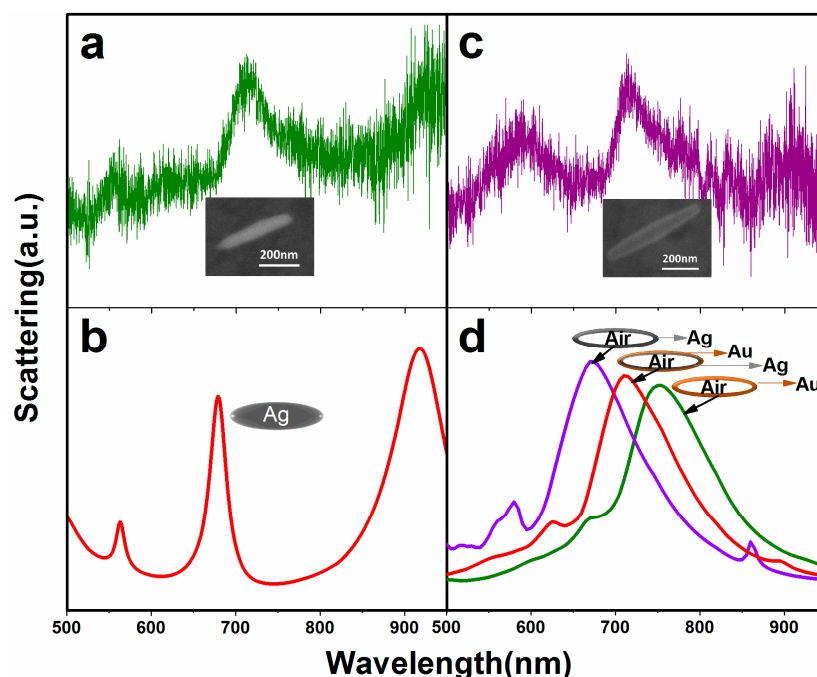 a
c
200nm
200nm
Scattering(a.u.)
b
d
Ag
Air
Ag
Au
Air
Ag
Air
Au
500 600 700 800 900 500 600 700 800 900
Wavelength(nm)